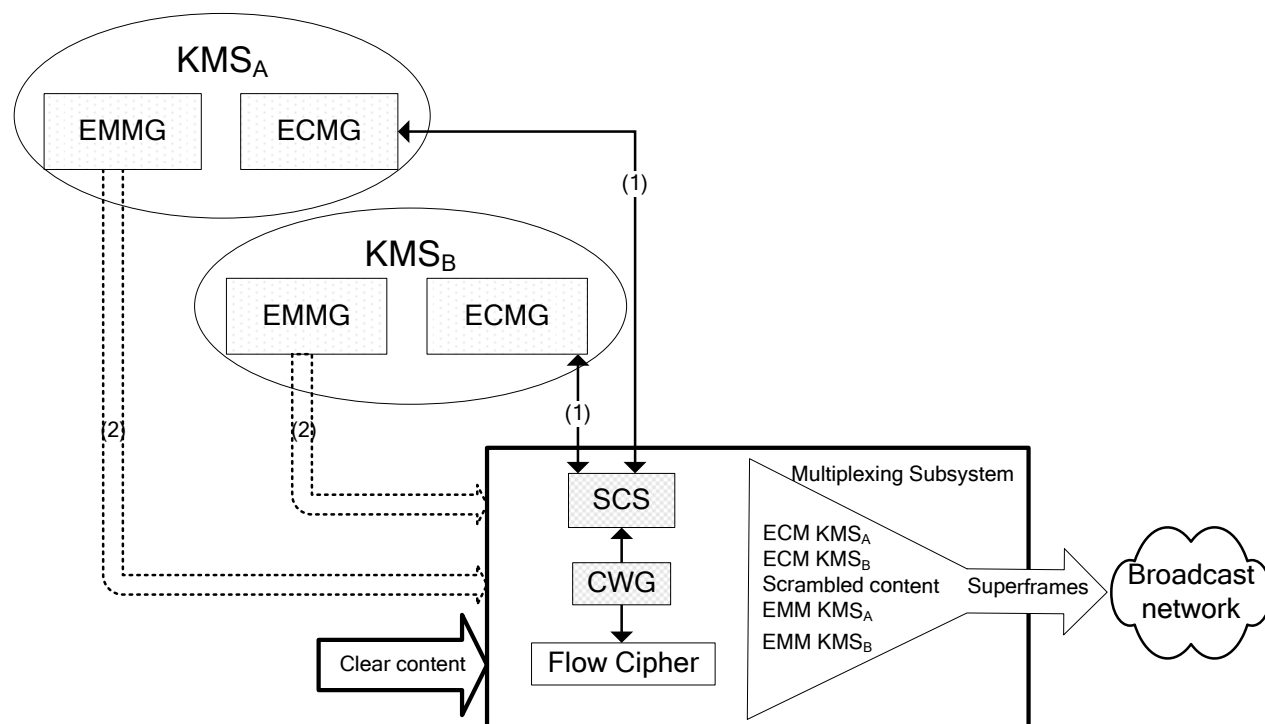 KMSA
EMMG
ECMG
(1)
KMSB
EMMG
ECMG
(1)
(2)
(2)
Multiplexing Subsystem
SCS
ECM KMSA
ECM KMSB
Scrambled content
EMM KMSA
EMM KMSB
CWG
Superframes
Broadcast
network
Clear content
Flow Cipher